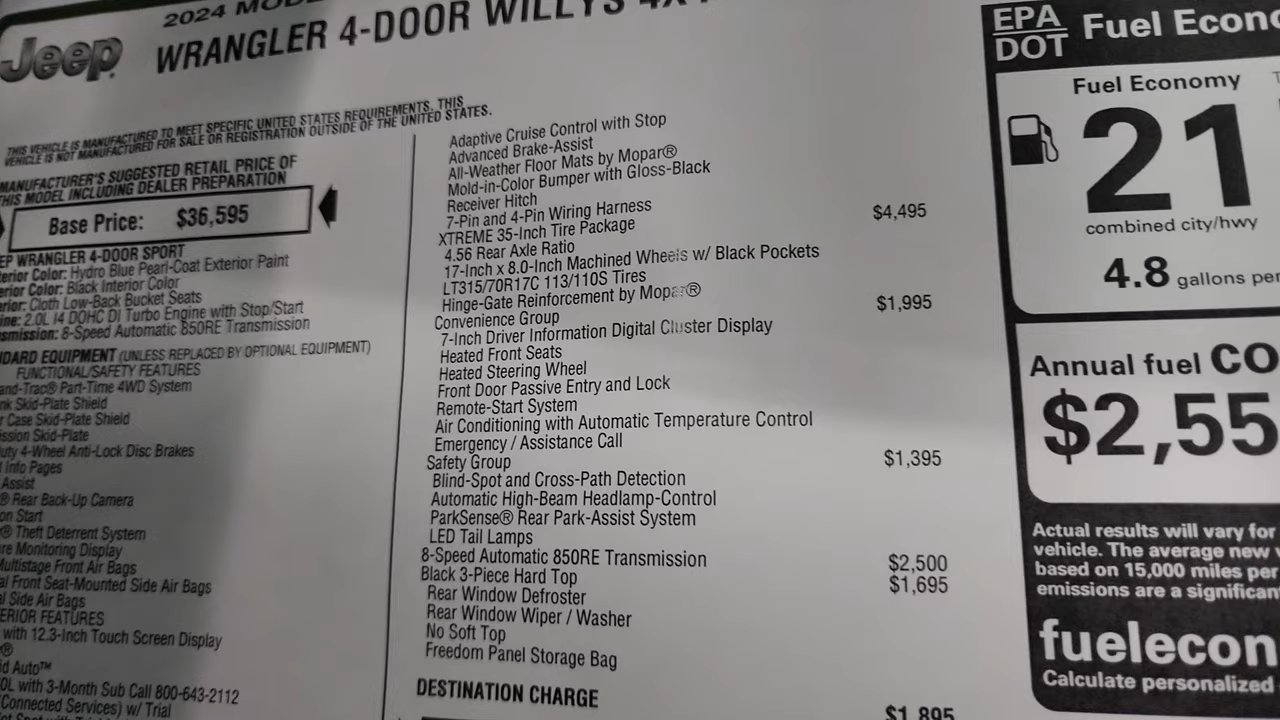 2024
Jeep
WRANGLER 4-DOOR WILLYS
THIS VEHICLE IS MANUFACTURED TO MEET SPECIFIC UNITED STATES REQUIREMENTS. THIS
VEHICLE IS NOT MANUFACTURED FOR SALE OR REGISTRATION OUTSIDE OF THE UNITED STATES.
MANUFACTURER'S SUGGESTED RETAIL PRICE OF
THIS MODEL INCLUDING DEALER PREPARATION
Base Price: $36,595
WRANGLER 4-DOOR SPORT
Color: Hydro Blue Pearl-Coat Exterior Paint
Color: Black Interior Color
Cloth Low-Back Bucket Seats
2.0L I4 DOHC DI Turbo Engine with Stop/Start
8-Speed Automatic 850RE Transmission
EQUIPMENT (UNLESS REPLACED BY OPTIONAL EQUIPMENT)
FUNCTIONAL/SAFETY FEATURES
Part-Time 4WD System
Skid-Plate Shield
Case Skid-Plate Shield
Skid-Plate
4-Wheel Anti-Lock Disc Brakes
Info Pages
Assist
® Rear Back-Up Camera
Start
® Theft Deterrent System
Monitoring Display
Multistage Front Air Bags
Front Seat-Mounted Side Air Bags
Side Air Bags
FEATURES
with 12.3-Inch Touch Screen Display
®
Auto™
with 3-Month Sub Call 800-643-2112
Connected Services) w/ Trial
Adaptive Cruise Control with Stop
Advanced Brake-Assist
All-Weather Floor Mats by Mopar®
Mold-in-Color Bumper with Gloss-Black
Receiver Hitch
7-Pin and 4-Pin Wiring Harness
XTREME 35-Inch Tire Package $4,495
4.56 Rear Axle Ratio
17-Inch x 8.0-Inch Machined Wheels w/ Black Pockets
LT315/70R17C 113/110S Tires
Hinge-Gate Reinforcement by Mopar®
Convenience Group $1,995
7-Inch Driver Information Digital Cluster Display
Heated Front Seats
Heated Steering Wheel
Front Door Passive Entry and Lock
Remote-Start System
Air Conditioning with Automatic Temperature Control
Emergency / Assistance Call
Safety Group $1,395
Blind-Spot and Cross-Path Detection
Automatic High-Beam Headlamp-Control
ParkSense® Rear Park-Assist System
LED Tail Lamps
8-Speed Automatic 850RE Transmission $2,500
Black 3-Piece Hard Top $1,695
Rear Window Defroster
Rear Window Wiper / Washer
No Soft Top
Freedom Panel Storage Bag
DESTINATION CHARGE $1,895
EPA
DOT Fuel Econ
Fuel Economy
21
combined city/hwy
4.8 gallons per
Annual fuel CO
$2,55
Actual results will vary for
vehicle. The average new
based on 15,000 miles per
emissions are a significan
fuelecon
Calculate personalized